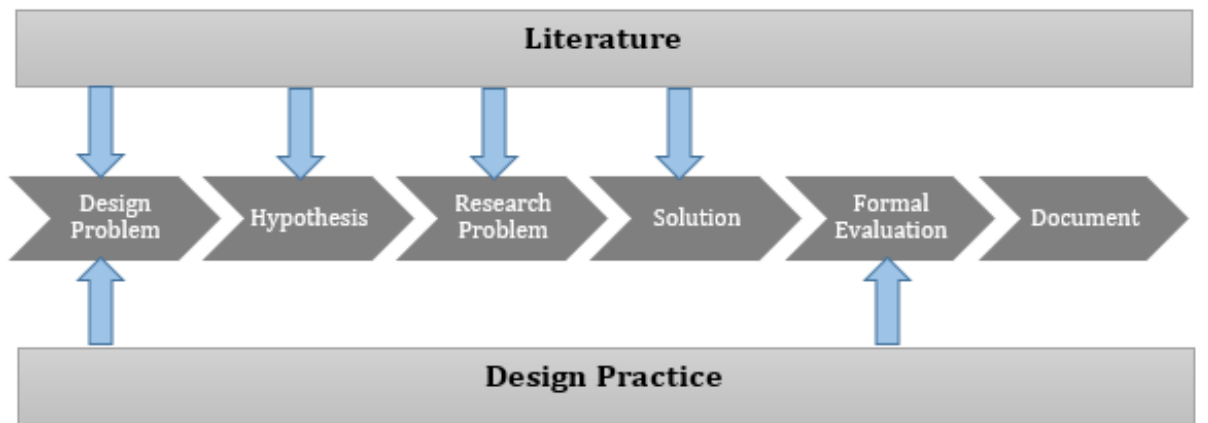 Literature
Design
Problem
Hypothesis
Research
Problem
Solution
Formal
Evaluation
Document
Design Practice